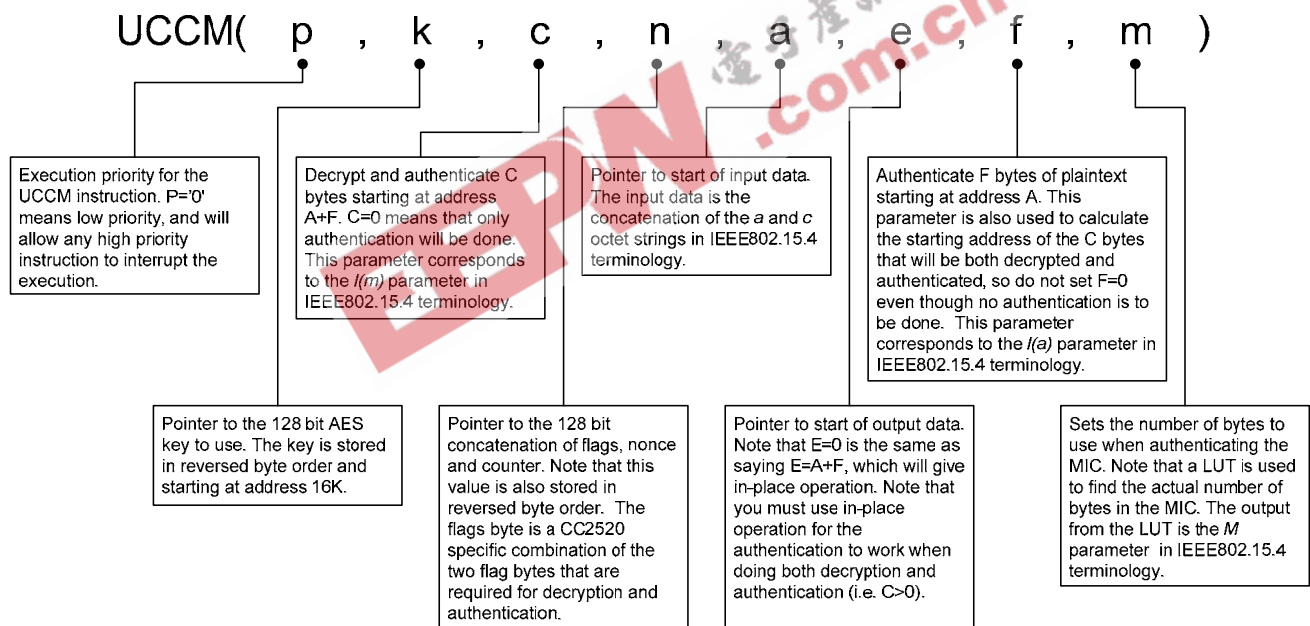 UCCM( p , k , c , n , a , e , f , m )
Execution priority for the
UCCM instruction. P='0'
means low priority, and will
allow any high priority
instruction to interrupt the
execution.
Decrypt and authenticate C
bytes starting at address
A+F. C=0 means that only
authentication will be done.
This parameter corresponds
to the l(m) parameter in
IEEE802.15.4 terminology.
Pointer to start of input data.
The input data is the
concatenation of the a and c
octet strings in IEEE802.15.4
terminology.
Authenticate F bytes of plaintext
starting at address A. This
parameter is also used to calculate
the starting address of the C bytes
that will be both decrypted and
authenticated, so do not set F=0
even though no authentication is to
be done. This parameter
corresponds to the l(a) parameter in
IEEE802.15.4 terminology.
Pointer to the 128 bit AES
key to use. The key is stored
in reversed byte order and
starting at address 16K.
Pointer to the 128 bit
concatenation of flags, nonce
and counter. Note that this
value is also stored in
reversed byte order. The
flags byte is a CC2520
specific combination of the
two flag bytes that are
required for decryption and
authentication.
Pointer to start of output data.
Note that E=0 is the same as
saying E=A+F, which will give
in-place operation. Note that
you must use in-place
operation for the
authentication to work when
doing both decryption and
authentication (i.e. C>0).
Sets the number of bytes to
use when authenticating the
MIC. Note that a LUT is used
to find the actual number of
bytes in the MIC. The output
from the LUT is the M
parameter in IEEE802.15.4
terminology.
EEPW
.com.cn
電子產